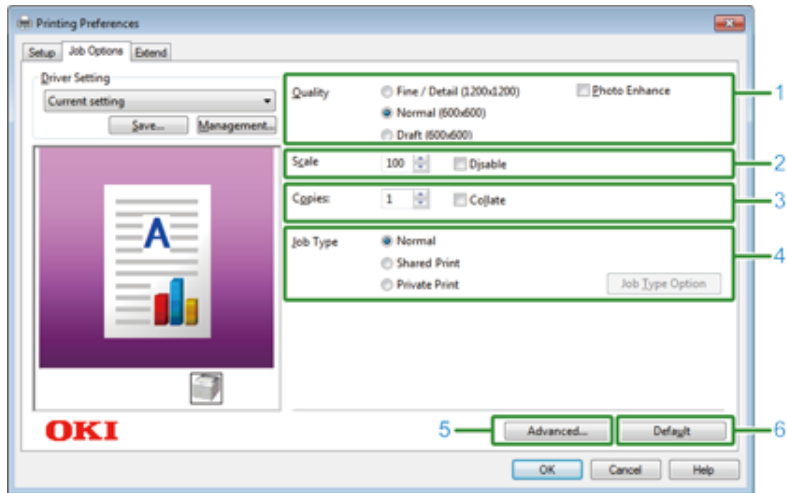 Printing Preferences
Setup Job Options Extend
Driver Setting
Current setting
Save... Management...
Quality Fine / Detail (1200x1200) Photo Enhance 1
Normal (600x600)
Draft (600x600)
Scale 100 Disable 2
Copies: 1 Collate 3
Job Type Normal 4
Shared Print
Private Print Job Type Option
A
OKI
5 Advanced... Default 6
OK Cancel Help